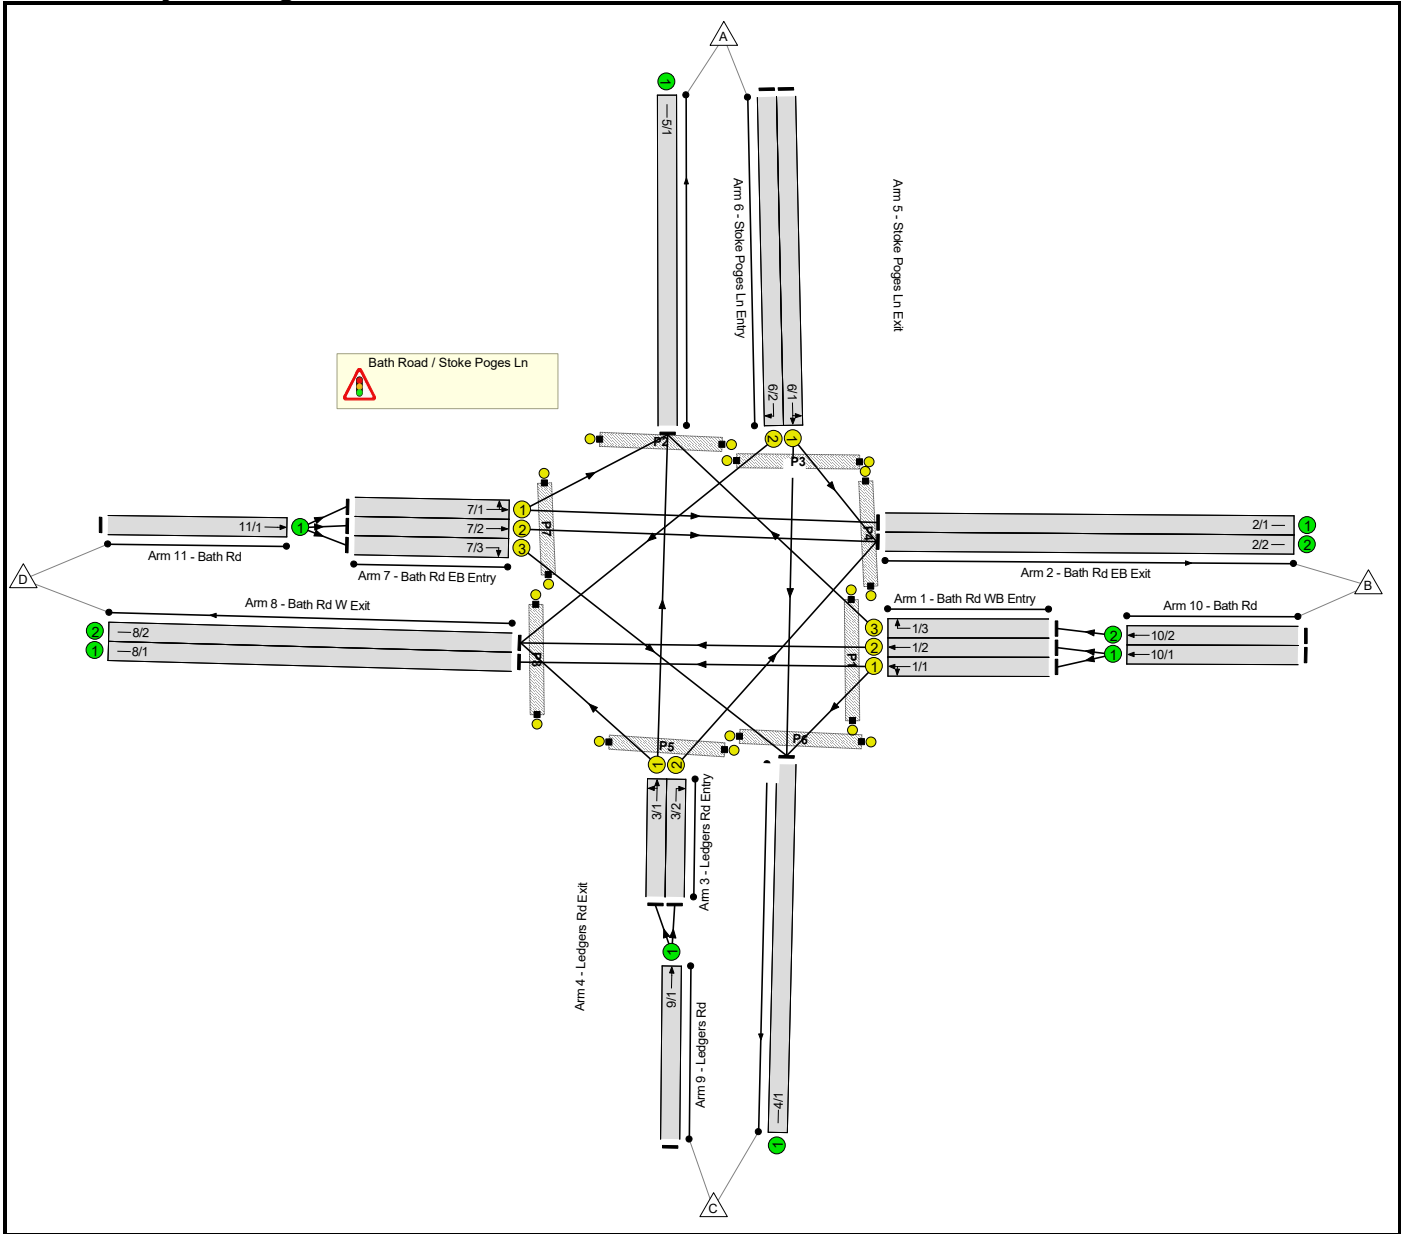 A
1
5/1
Arm 6 - Stoke Poges Ln Entry
Arm 5 - Stoke Poges Ln Exit
Bath Road / Stoke Poges Ln
6/2
6/1
2
1
P2
P3
11/1
1
Arm 11 - Bath Rd
7/1
7/2
7/3
1
2
3
P7
Arm 7 - Bath Rd EB Entry
P4
2/1
2/2
1
2
Arm 2 - Bath Rd EB Exit
D
B
Arm 8 - Bath Rd W Exit
2
1
8/2
8/1
P8
Arm 1 - Bath Rd WB Entry
Arm 10 - Bath Rd
3
2
1
P1
1/3
1/2
1/1
2
1
10/2
10/1
P5
P6
1
2
3/1
3/2
Arm 3 - Ledgers Rd Entry
Arm 4 - Ledgers Rd Exit
1
9/1
Arm 9 - Ledgers Rd
4/1
1
C